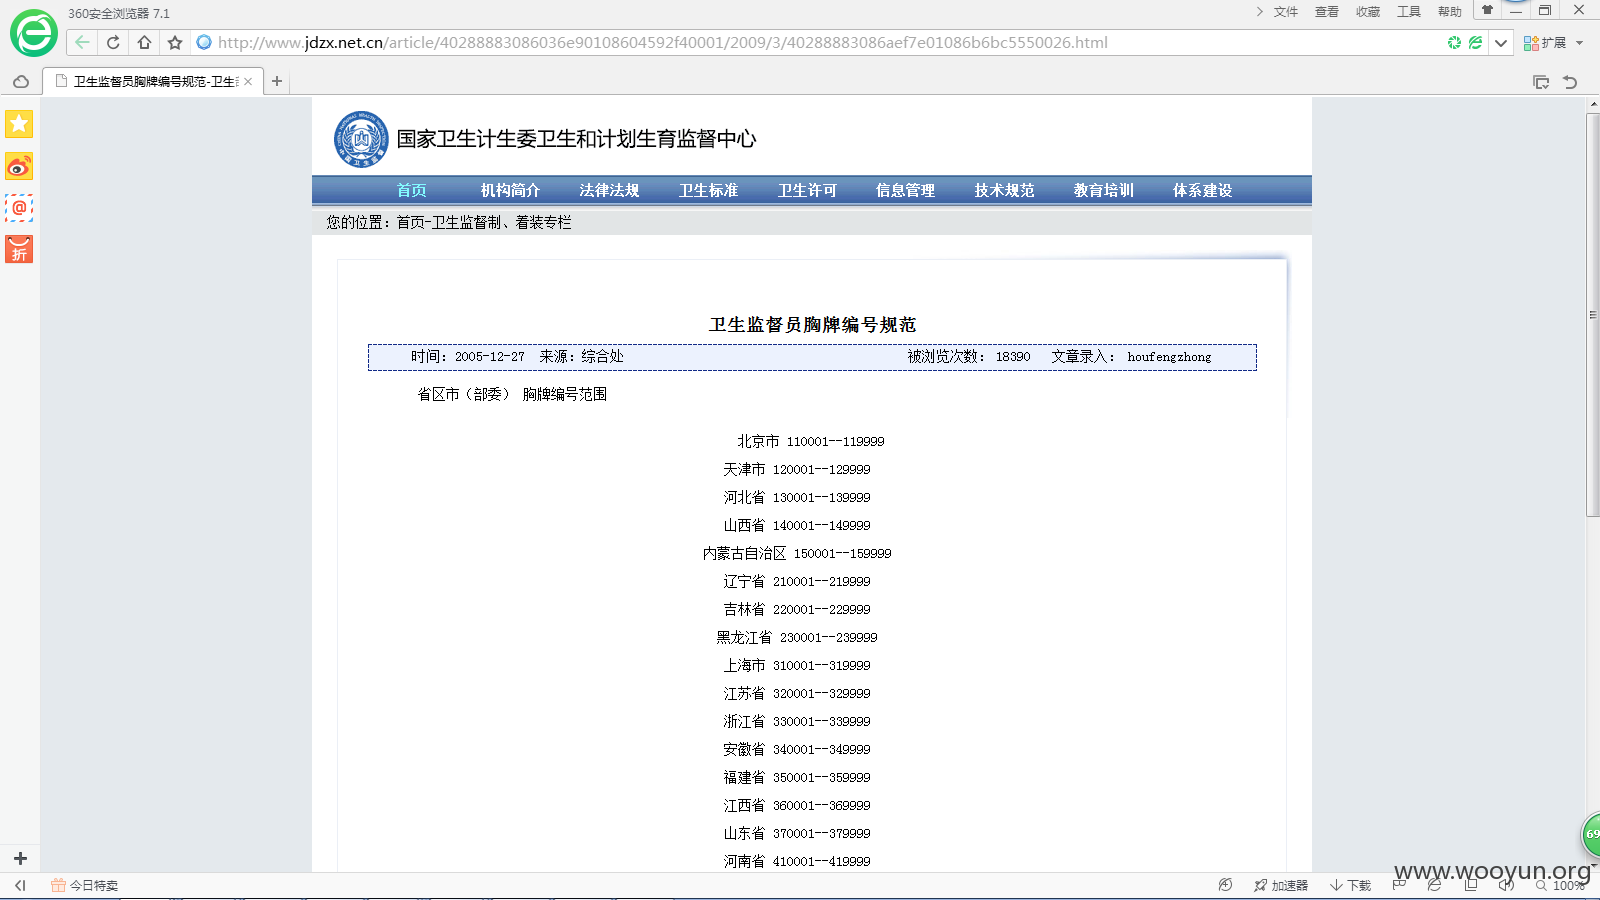 360安全浏览器 7.1
文件 查看 收藏 工具 帮助
http://www.jdzx.net.cn/article/40288883086036e90108604592f40001/2009/3/40288883086aef7e01086b6bc5550026.html
扩展
卫生监督员胸牌编号规范-卫生
国家卫生计生委卫生和计划生育监督中心
首页 机构简介 法律法规 卫生标准 卫生许可 信息管理 技术规范 教育培训 体系建设
您的位置：首页-卫生监督制、着装专栏
@
折
卫生监督员胸牌编号规范
时间：2005-12-27 来源：综合处 被浏览次数： 18390 文章录入： houfengzhong
省区市（部委） 胸牌编号范围
北京市 110001--119999
天津市 120001--129999
河北省 130001--139999
山西省 140001--149999
内蒙古自治区 150001--159999
辽宁省 210001--219999
吉林省 220001--229999
黑龙江省 230001--239999
上海市 310001--319999
江苏省 320001--329999
浙江省 330001--339999
安徽省 340001--349999
福建省 350001--359999
江西省 360001--369999
山东省 370001--379999
河南省 410001--419999
69
www.wooyun.org
今日特卖
加速器 下载 100%